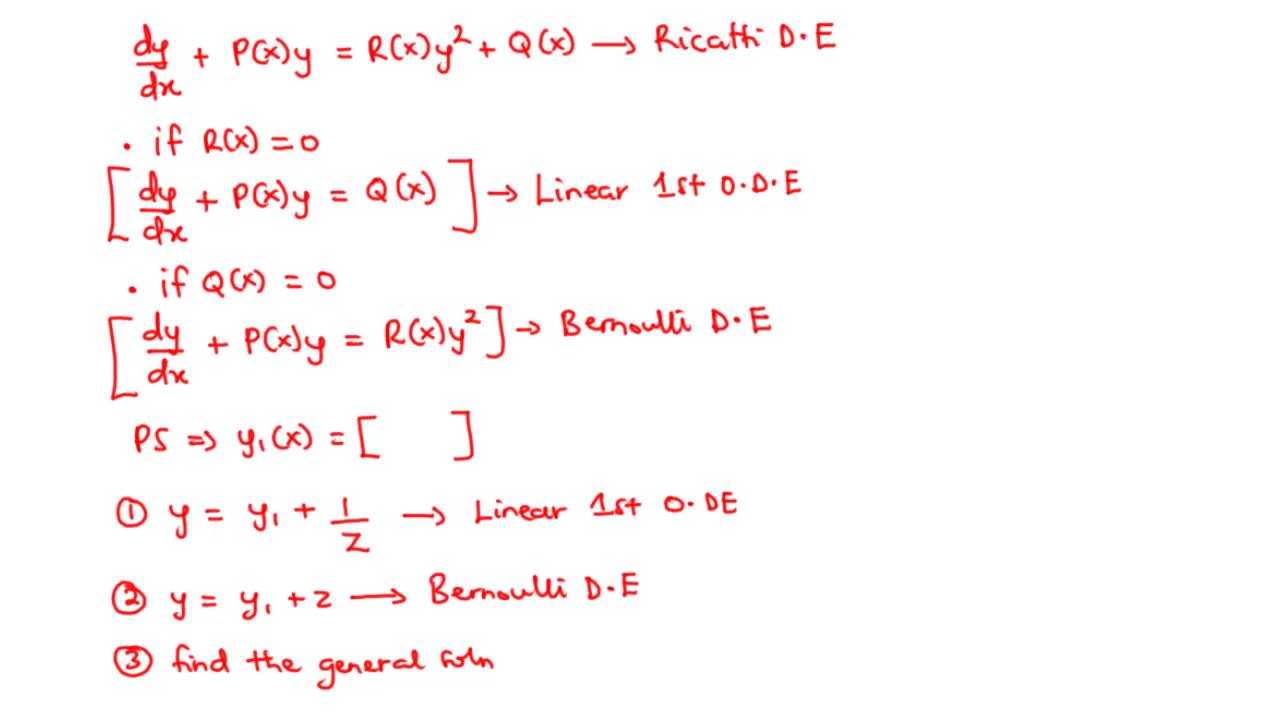 dy/dx + P(x)y = R(x)y² + Q(x) → Ricatti D.E
• if R(x) = 0
[dy/dx + P(x)y = Q(x)] → Linear 1st O.D.E
• if Q(x) = 0
[dy/dx + P(x)y = R(x)y²] → Bernoulli D.E
PS ⇒ y₁(x) = [ ]
① y = y₁ + 1/z → Linear 1st O.DE
② y = y₁ + z → Bernoulli D.E
③ find the general soln